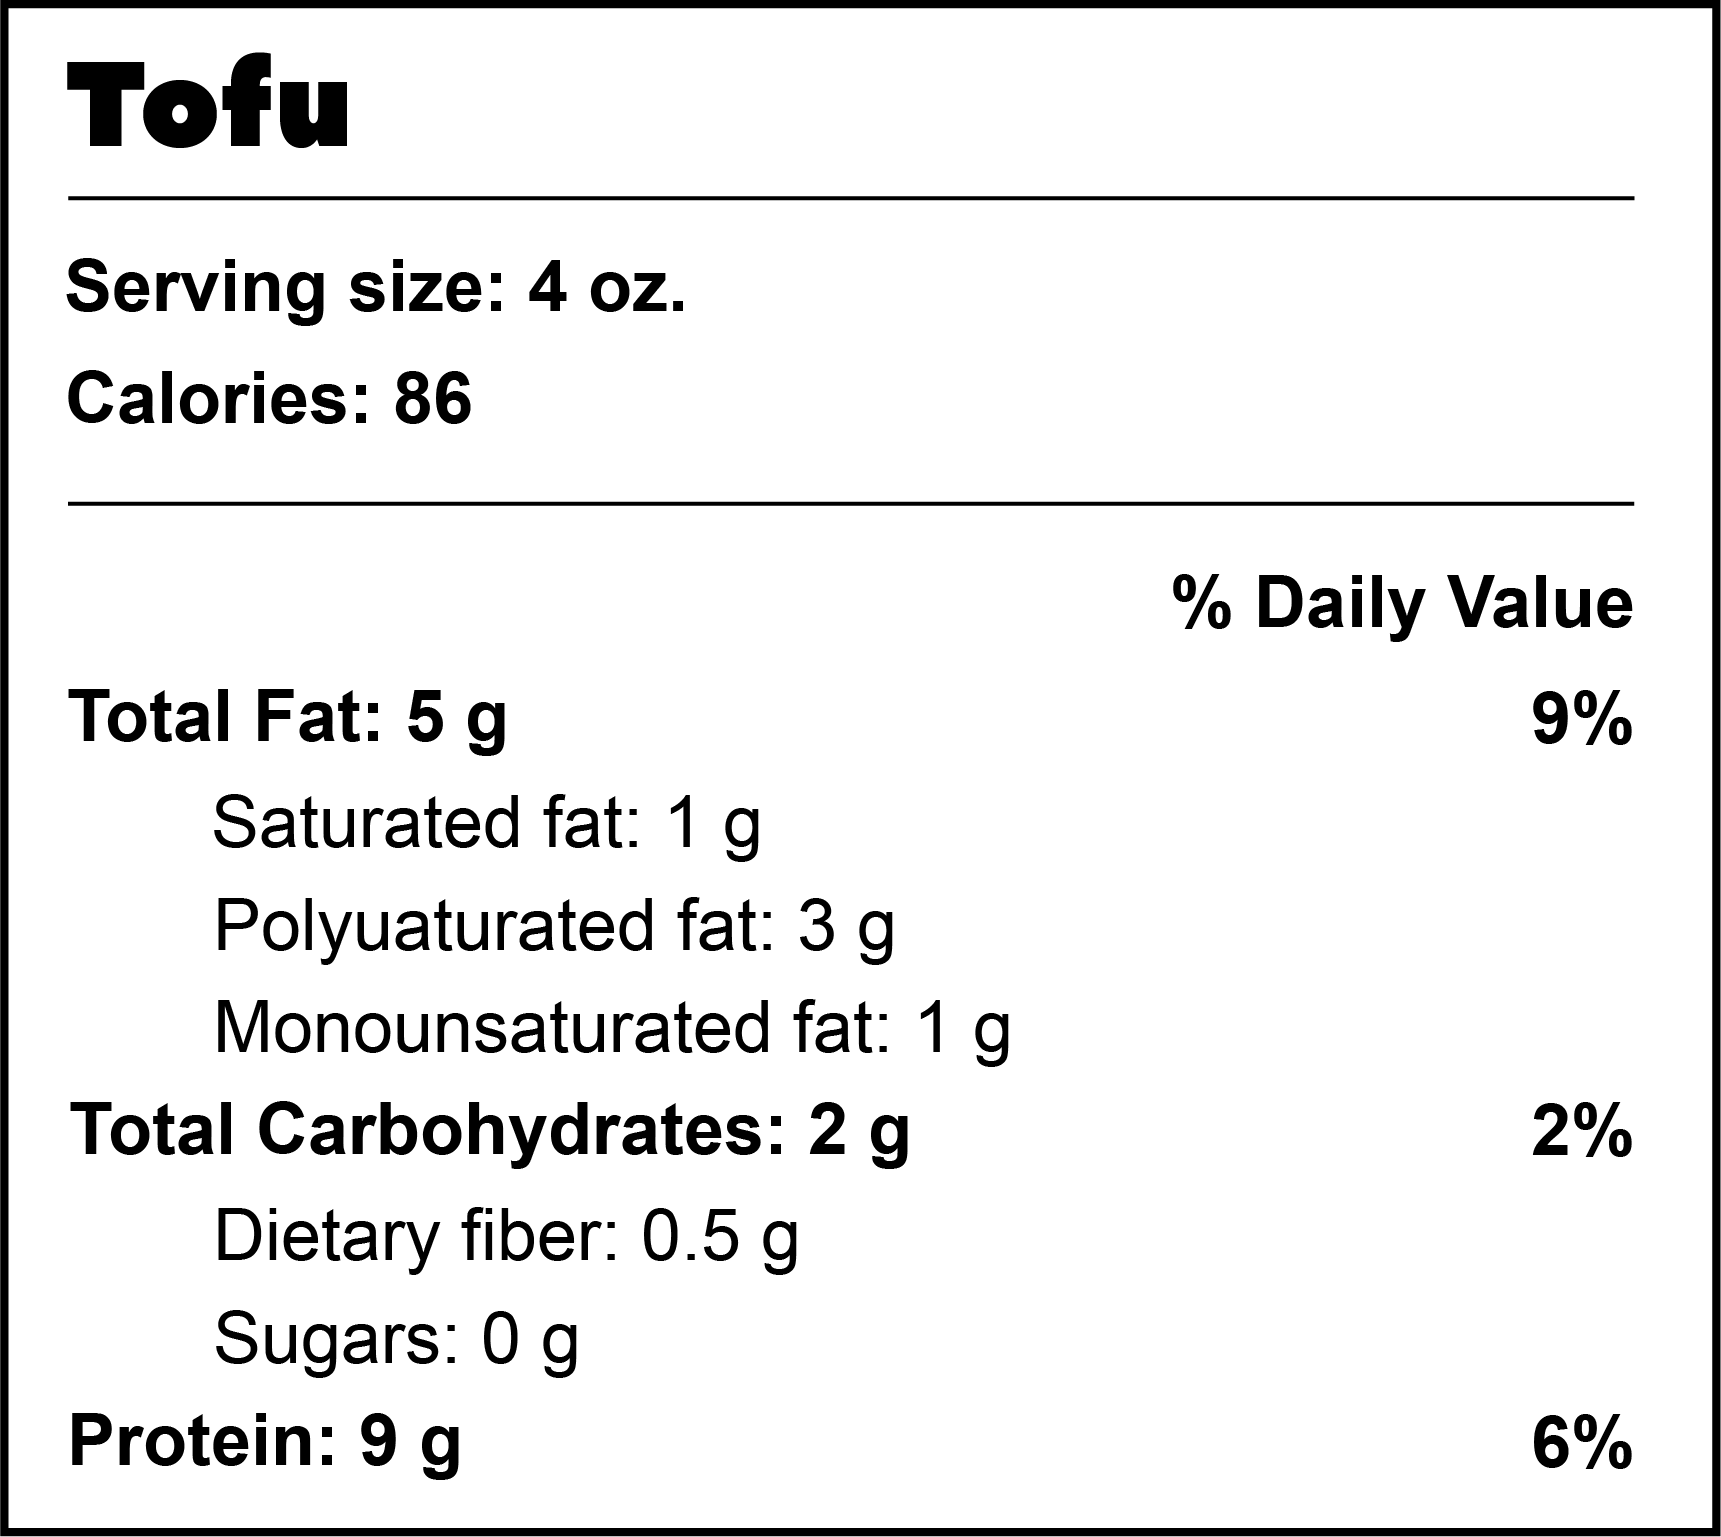 Tofu
Serving size: 4 oz.
Calories: 86
% Daily Value
Total Fat: 5 g 9%
Saturated fat: 1 g
Polyuaturated fat: 3 g
Monounsaturated fat: 1 g
Total Carbohydrates: 2 g 2%
Dietary fiber: 0.5 g
Sugars: 0 g
Protein: 9 g 6%